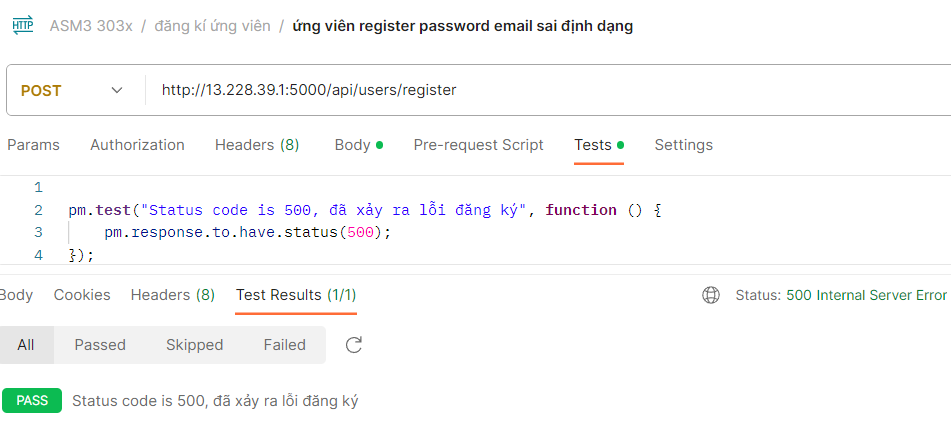 HTTP ASM3 303x / đăng kí ứng viên / ứng viên register password email sai định dạng
POST http://13.228.39.1:5000/api/users/register
Params Authorization Headers (8) Body Pre-request Script Tests Settings
1
2 pm.test("Status code is 500, đã xảy ra lỗi đăng ký", function () {
3 pm.response.to.have.status(500);
4 });
Body Cookies Headers (8) Test Results (1/1) Status: 500 Internal Server Error
All Passed Skipped Failed
PASS Status code is 500, đã xảy ra lỗi đăng ký